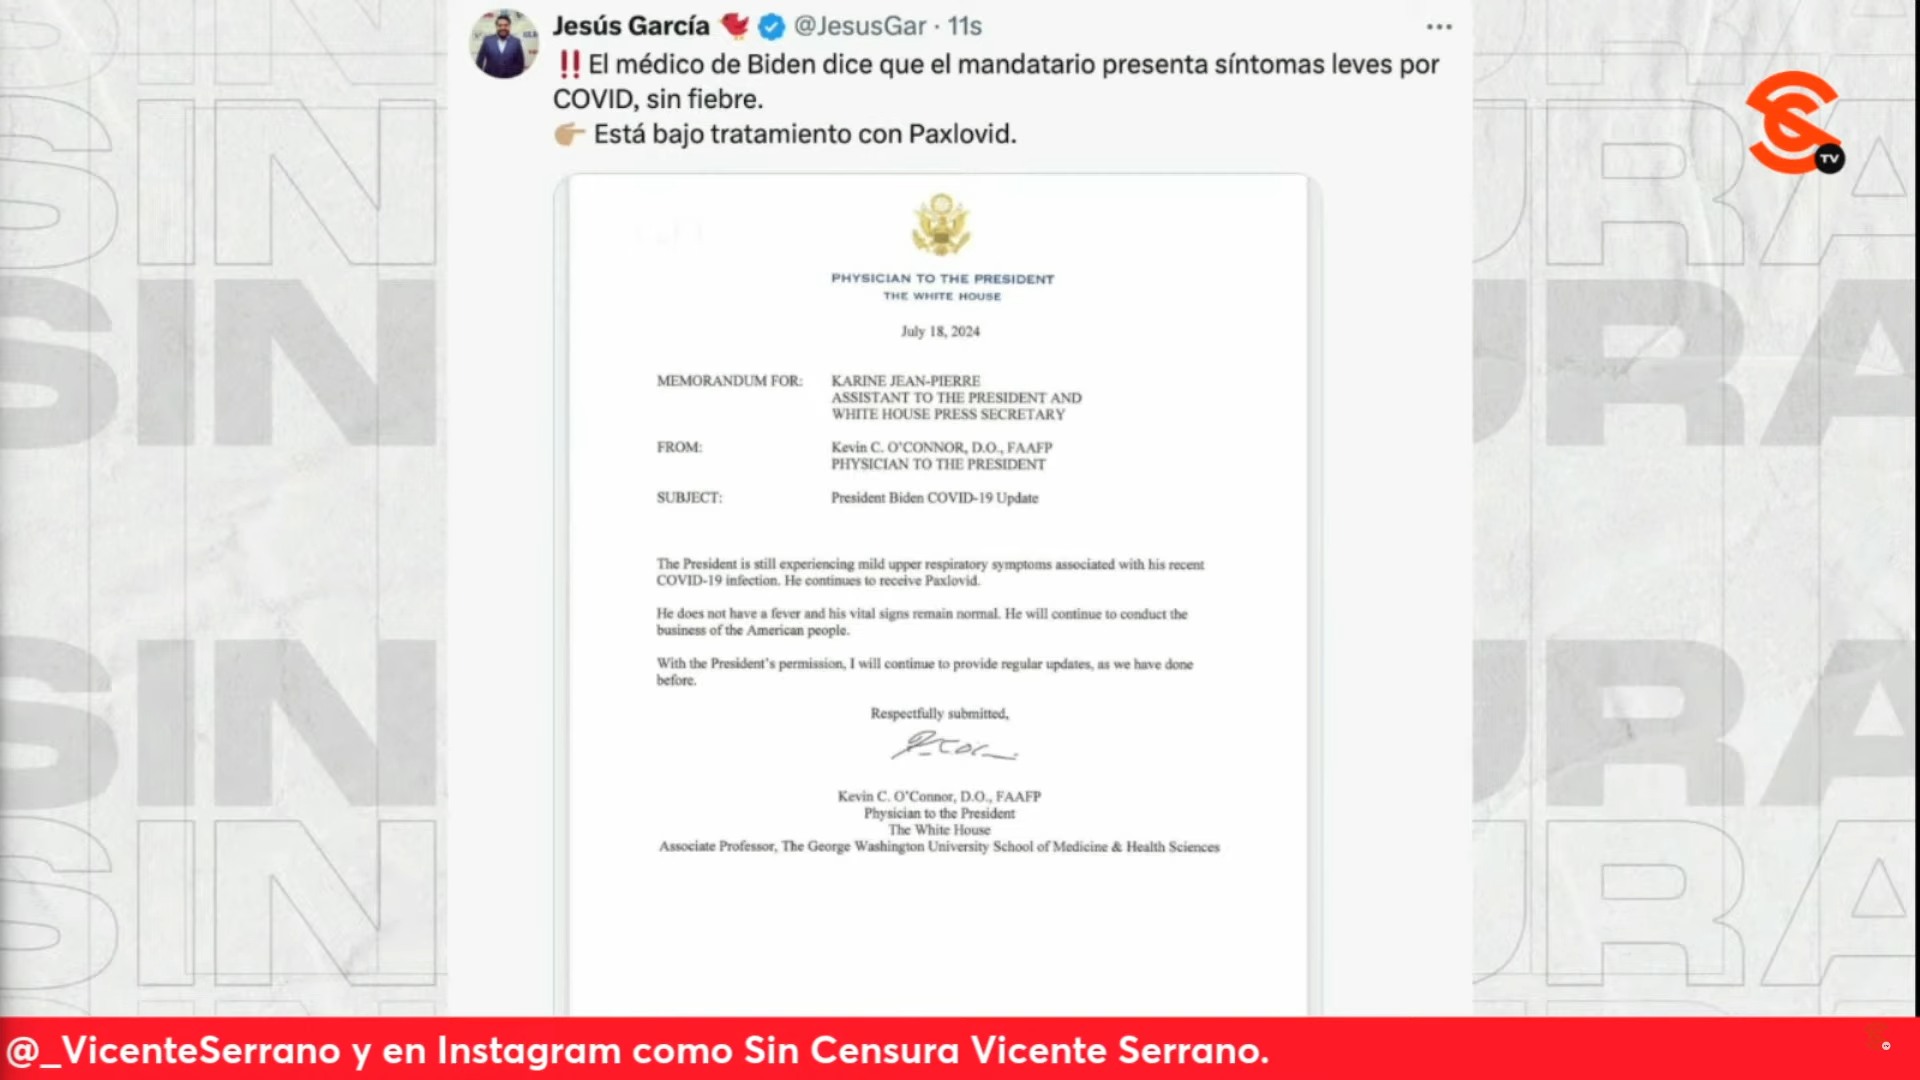 Jesús García @JesusGar · 11s
‼️ El médico de Biden dice que el mandatario presenta síntomas leves por
COVID, sin fiebre.
👉🏼 Está bajo tratamiento con Paxlovid.
TV
PHYSICIAN TO THE PRESIDENT
THE WHITE HOUSE
July 18, 2024
MEMORANDUM FOR: KARINE JEAN-PIERRE
ASSISTANT TO THE PRESIDENT AND
WHITE HOUSE PRESS SECRETARY
FROM: Kevin C. O'CONNOR, D.O., FAAFP
PHYSICIAN TO THE PRESIDENT
SUBJECT: President Biden COVID-19 Update
The President is still experiencing mild upper respiratory symptoms associated with his recent
COVID-19 infection. He continues to receive Paxlovid.
He does not have a fever and his vital signs remain normal. He will continue to conduct the
business of the American people.
With the President's permission, I will continue to provide regular updates, as we have done
before.
Respectfully submitted,
Kevin C. O'Connor, D.O., FAAFP
Physician to the President
The White House
Associate Professor, The George Washington University School of Medicine & Health Sciences
SIN
URA
SIN
URA
SIN
URA
SIN
URA
@_VicenteSerrano y en Instagram como Sin Censura Vicente Serrano.